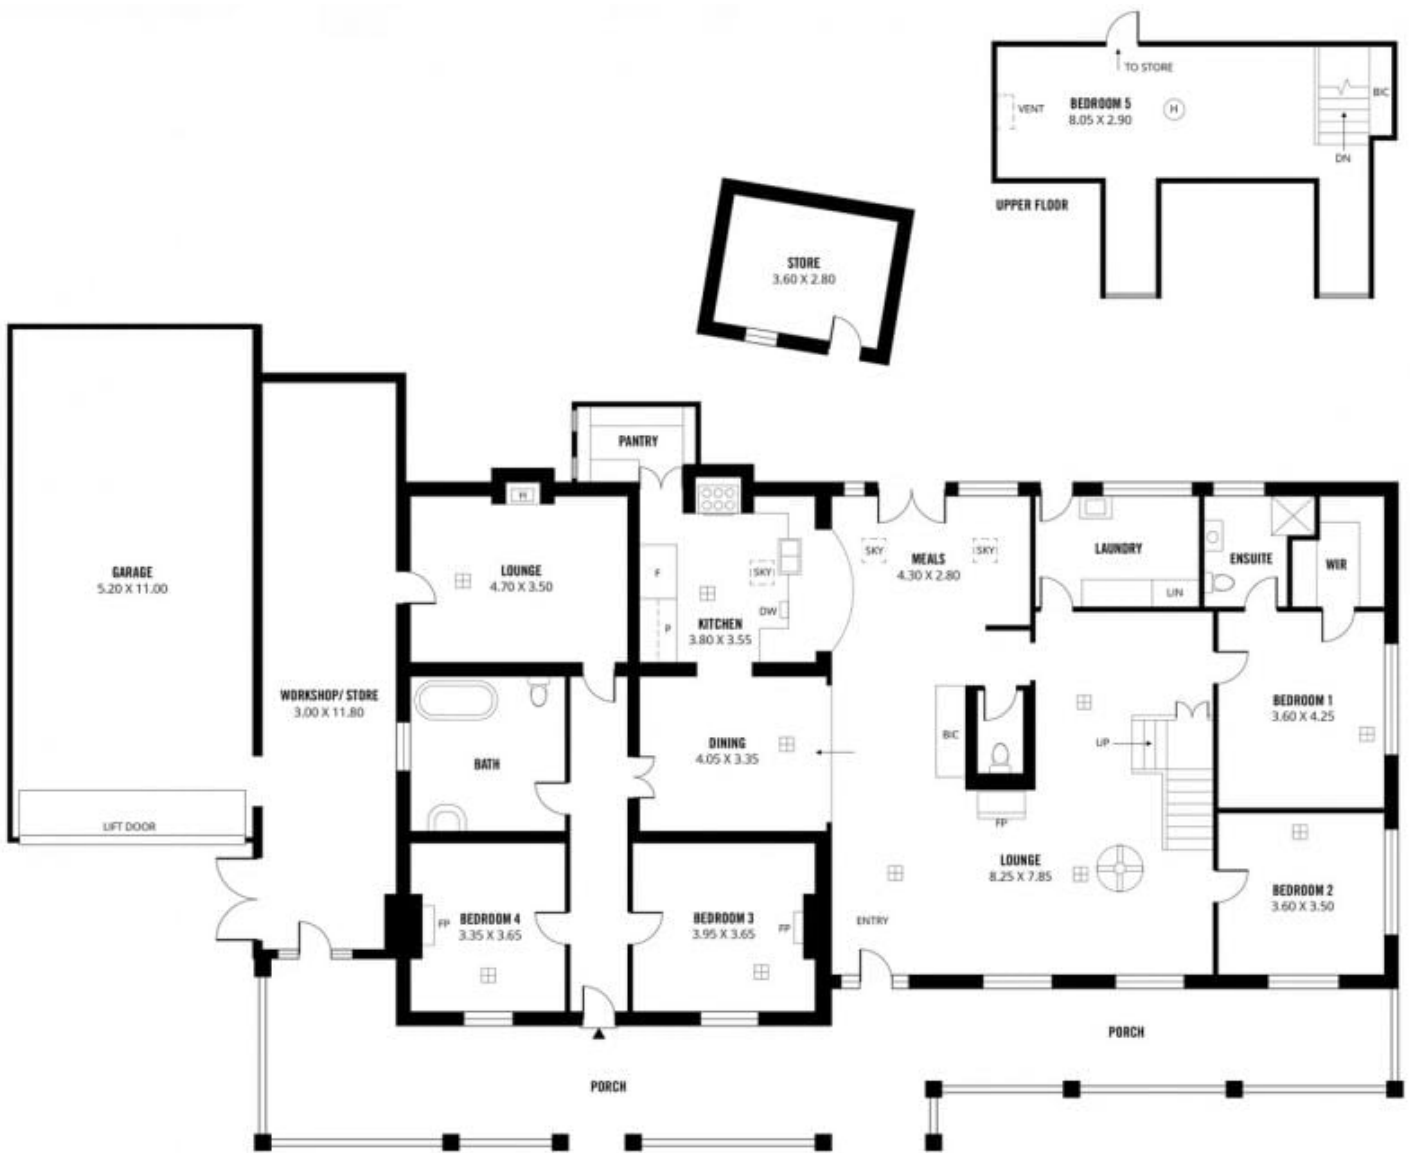 TO STORE
VENT
BEDROOM 5
8.05 X 2.90
H
BIC
DN
UPPER FLOOR
STORE
3.60 X 2.80
PANTRY
H
GARAGE
5.20 X 11.00
LOUNGE
4.70 X 3.50
F
SKY
DW
P
KITCHEN
3.80 X 3.55
SKY
MEALS
4.30 X 2.80
SKY
LAUNDRY
LIN
ENSUITE
WIR
WORKSHOP/ STORE
3.00 X 11.80
BATH
DINING
4.05 X 3.35
BIC
UP
BEDROOM 1
3.60 X 4.25
LIFT DOOR
FP
LOUNGE
8.25 X 7.85
BEDROOM 2
3.60 X 3.50
FP
BEDROOM 4
3.35 X 3.65
BEDROOM 3
3.95 X 3.65
FP
ENTRY
PORCH
PORCH